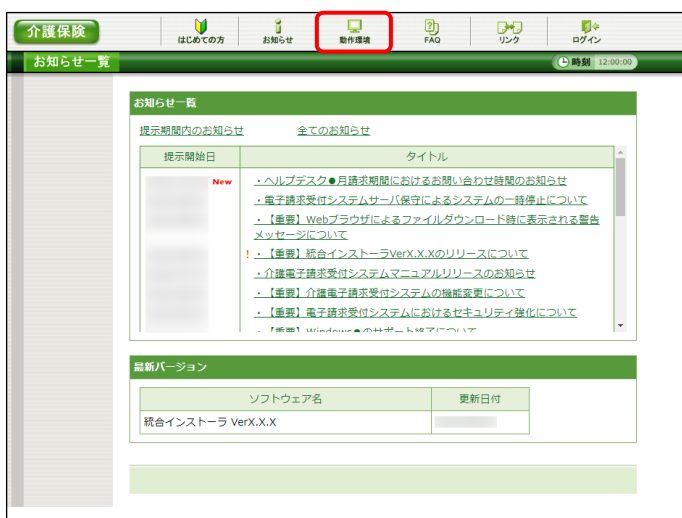 介護保険
はじめての方
お知らせ
動作環境
FAQ
リンク
ログイン
お知らせ一覧
時刻 12:00:00
お知らせ一覧
提示期間内のお知らせ 全てのお知らせ
提示開始日 タイトル
New ・ヘルプデスク●月請求期間におけるお問い合わせ時間のお知らせ
・電子請求受付システムサーバ保守によるシステムの一時停止について
・【重要】Webブラウザによるファイルダウンロード時に表示される警告
メッセージについて
!・【重要】統合インストーラVerX.X.Xのリリースについて
・介護電子請求受付システムマニュアルリリースのお知らせ
・【重要】介護電子請求受付システムの機能変更について
・【重要】電子請求受付システムにおけるセキュリティ強化について
・【重要】Windows●のサポート終了について
最新バージョン
ソフトウェア名 更新日付
統合インストーラ VerX.X.X